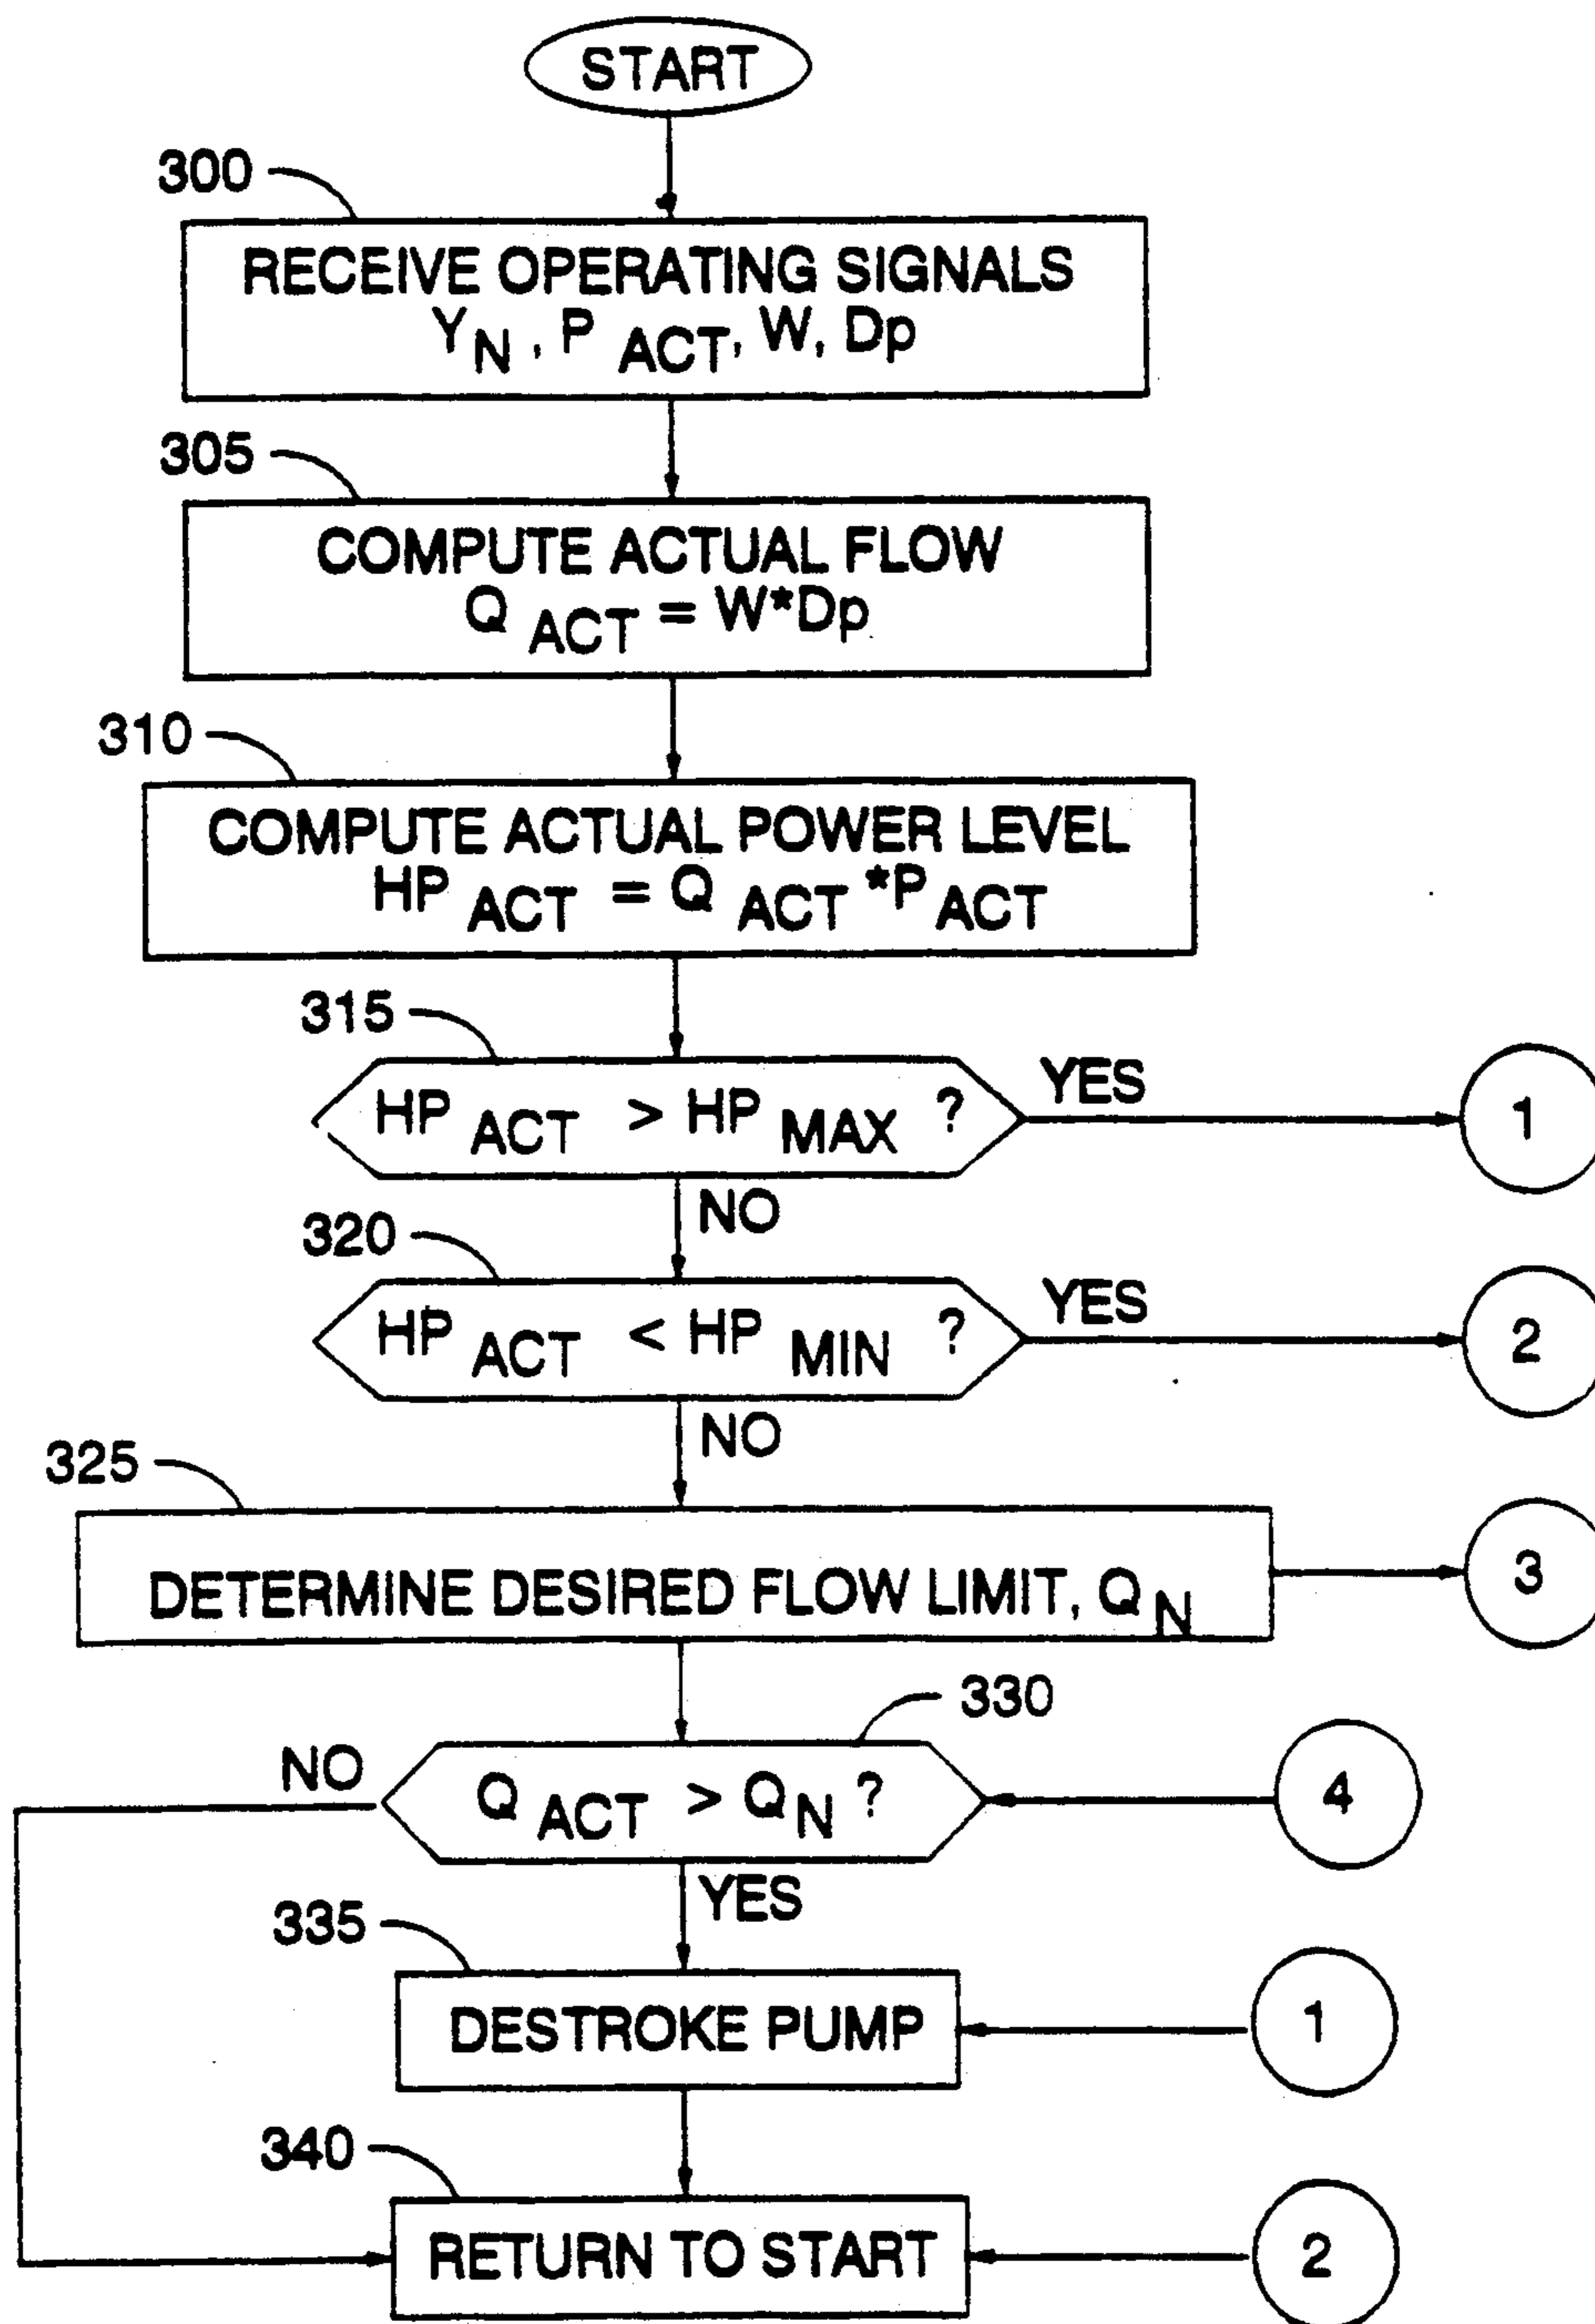 START
300
RECEIVE OPERATING SIGNALS
Y N , P ACT, W, Dp
305
COMPUTE ACTUAL FLOW
Q ACT = W*Dp
310
COMPUTE ACTUAL POWER LEVEL
HP ACT = Q ACT *P ACT
315
HP ACT > HP MAX ?
YES
1
NO
320
HP ACT < HP MIN ?
YES
2
NO
325
DETERMINE DESIRED FLOW LIMIT, Q N
3
330
NO
Q ACT > Q N ?
4
YES
335
DESTROKE PUMP
1
340
RETURN TO START
2